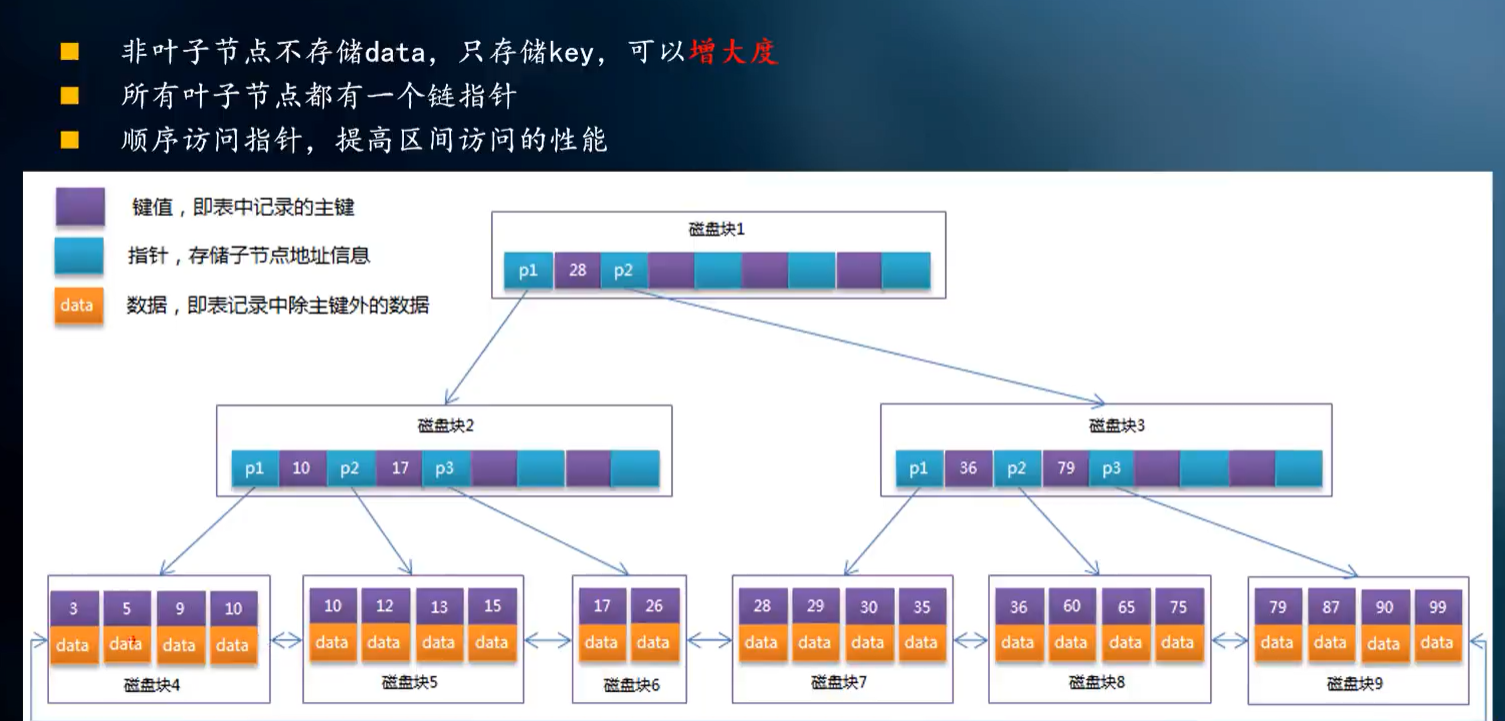 非叶子节点不存储data，只存储key，可以增大度
所有叶子节点都有一个链指针
顺序访问指针，提高区间访问的性能
键值，即表中记录的主键
指针，存储子节点地址信息
data 数据，即表记录中除主键外的数据
磁盘块1
p1 28 p2
磁盘块2
p1 10 p2 17 p3
磁盘块3
p1 36 p2 79 p3
3 5 9 10
data data data data
磁盘块4
10 12 13 15
data data data data
磁盘块5
17 26
data data
磁盘块6
28 29 30 35
data data data data
磁盘块7
36 60 65 75
data data data data
磁盘块8
79 87 90 99
data data data data
磁盘块9